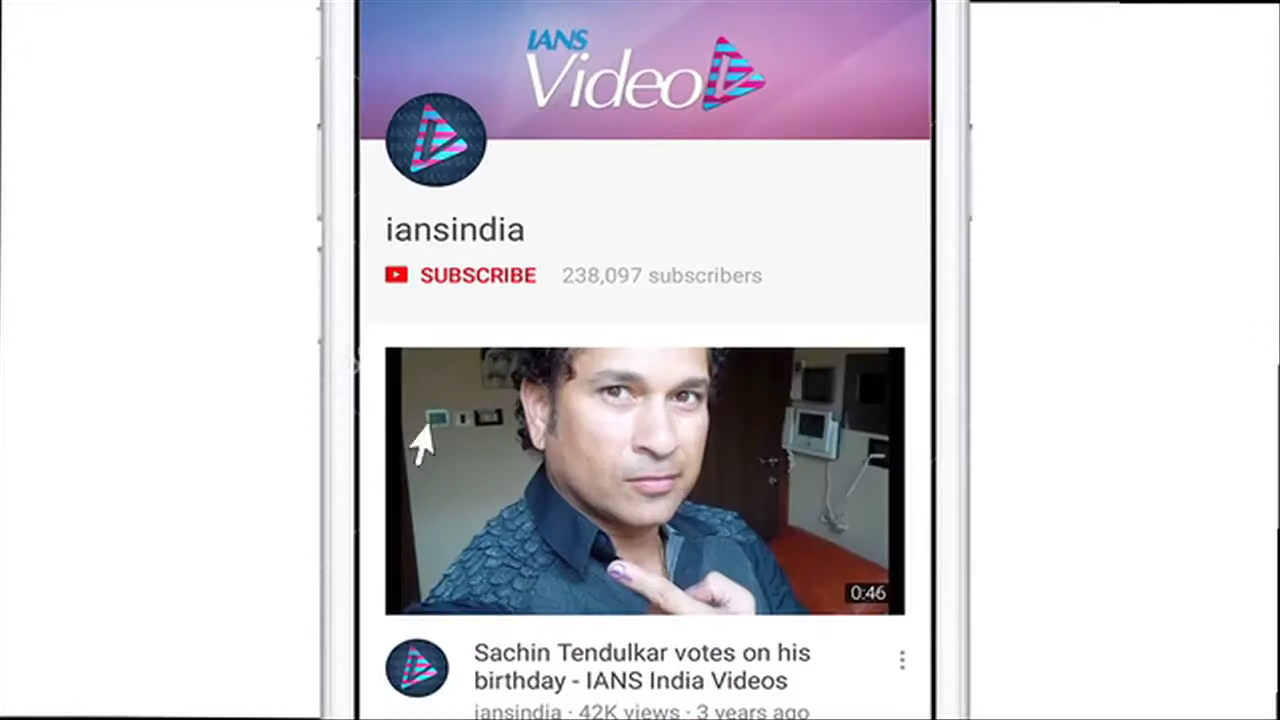 IANS
Video
iansindia
SUBSCRIBE 238,097 subscribers
0:46
Sachin Tendulkar votes on his
birthday - IANS India Videos
iansindia · 42K views · 3 years ago